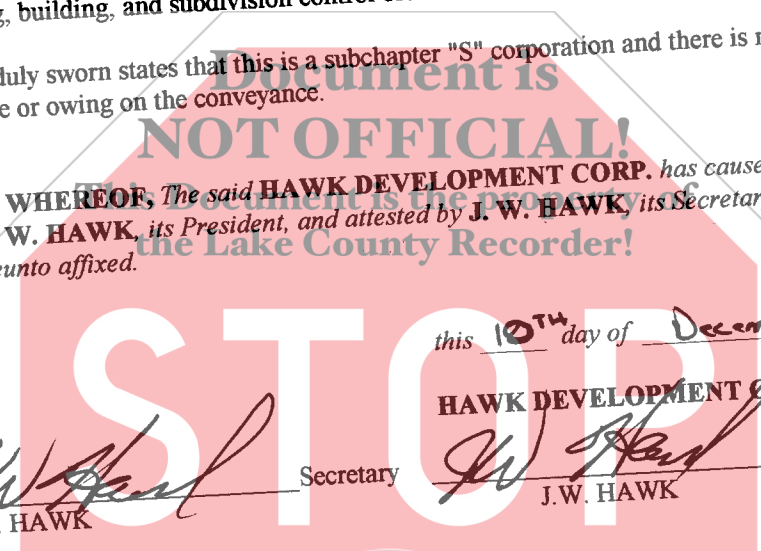 , building, and subdivision control
duly sworn states that this is a subchapter "S" corporation and there is
Document is
e or owing on the conveyance.
NOT OFFICIAL!
WHEREOF, The said HAWK DEVELOPMENT CORP. has cause
This Document is the property of
W. HAWK, its President, and attested by J. W. HAWK, its Secretar
the Lake County Recorder!
eunto affixed.
STOP
this 10TH day of Decem
HAWK DEVELOPMENT C
Secretary
JW Hawk
J.W. HAWK
. HAWK